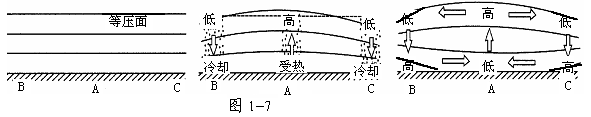 等压面
B A C
低 高 低
冷却 受热 冷却
B A C
低 高 低
高 低 高
B A C
图 1-7